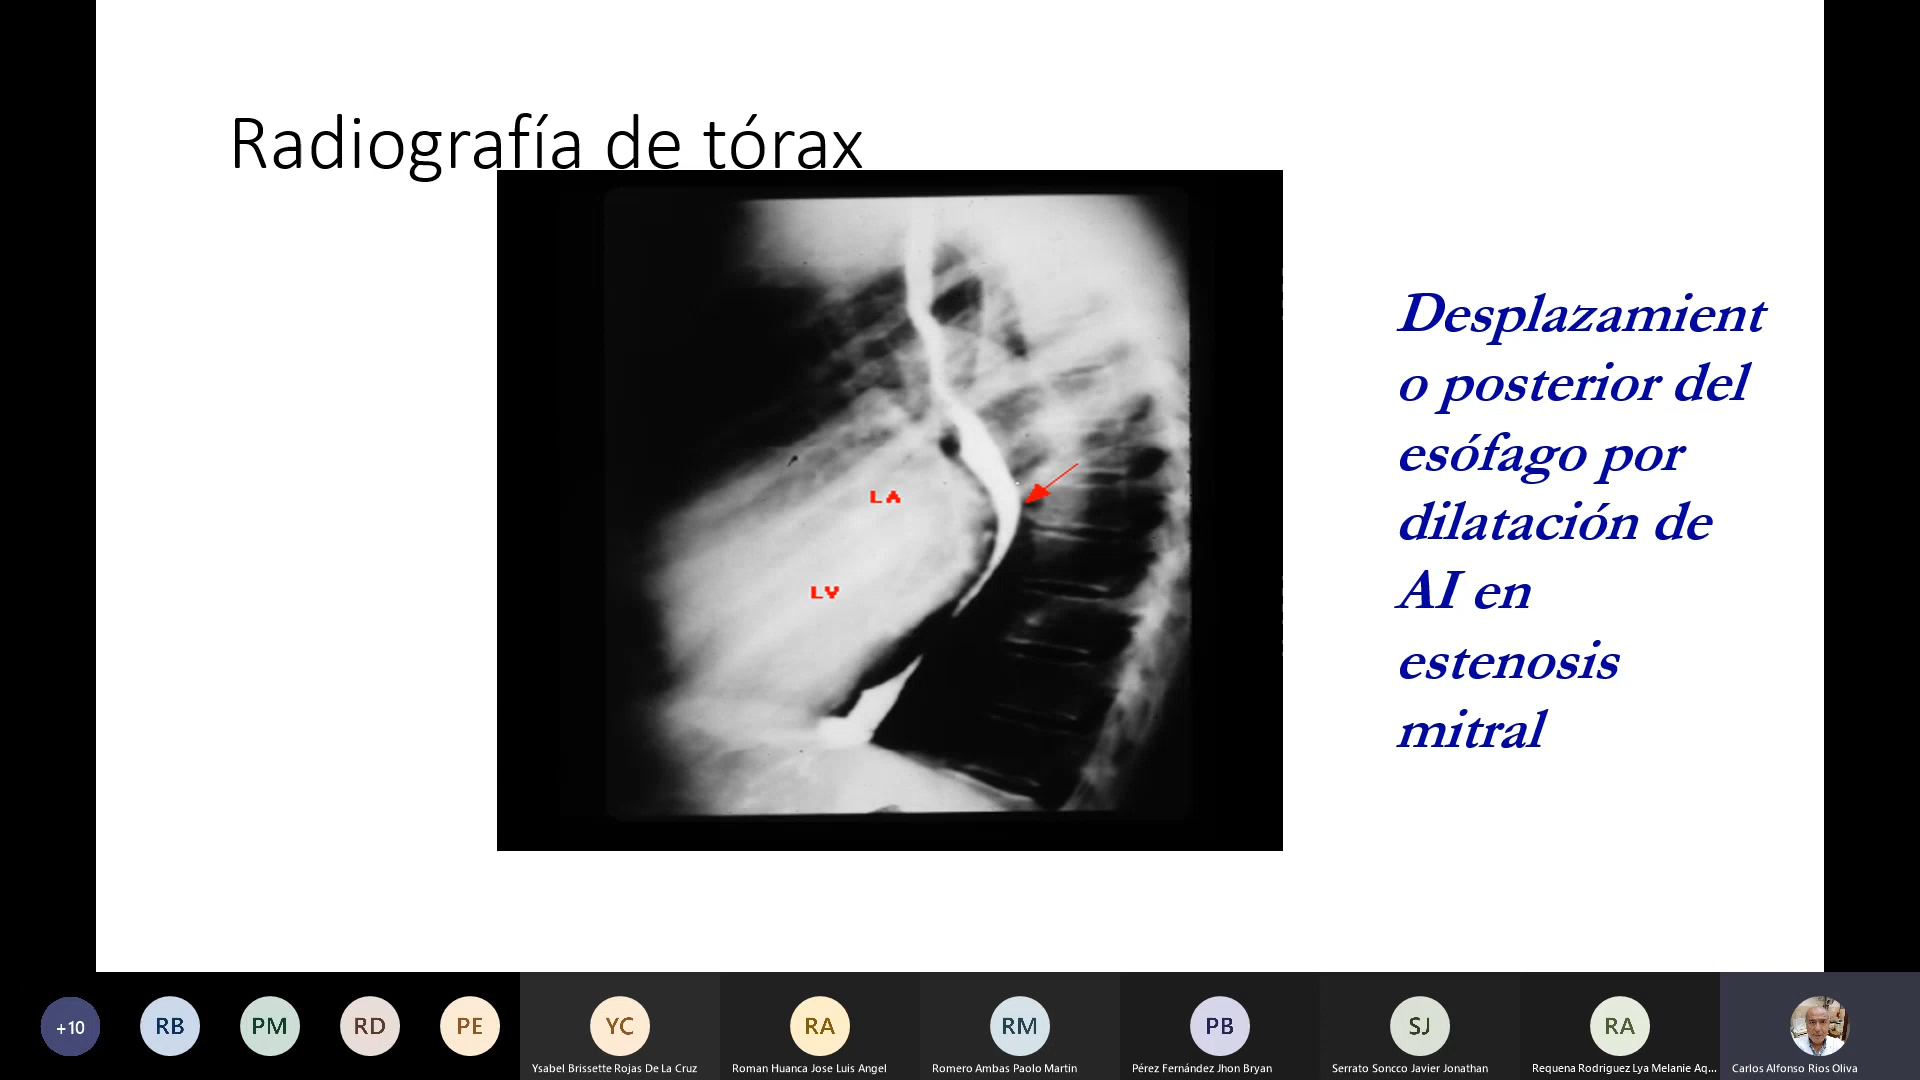 Radiografía de tórax
LA
LV
Desplazamient
o posterior del
esófago por
dilatación de
AI en
estenosis
mitral
+10
RB
PM
RD
PE
YC
RA
RM
PB
SJ
RA
Ysabel Brissette Rojas De La Cruz
Roman Huanca Jose Luis Angel
Romero Ambas Paolo Martin
Pérez Fernández Jhon Bryan
Serrato Soncco Javier Jonathan
Requena Rodriguez Lya Melanie Aq...
Carlos Alfonso Rios Oliva